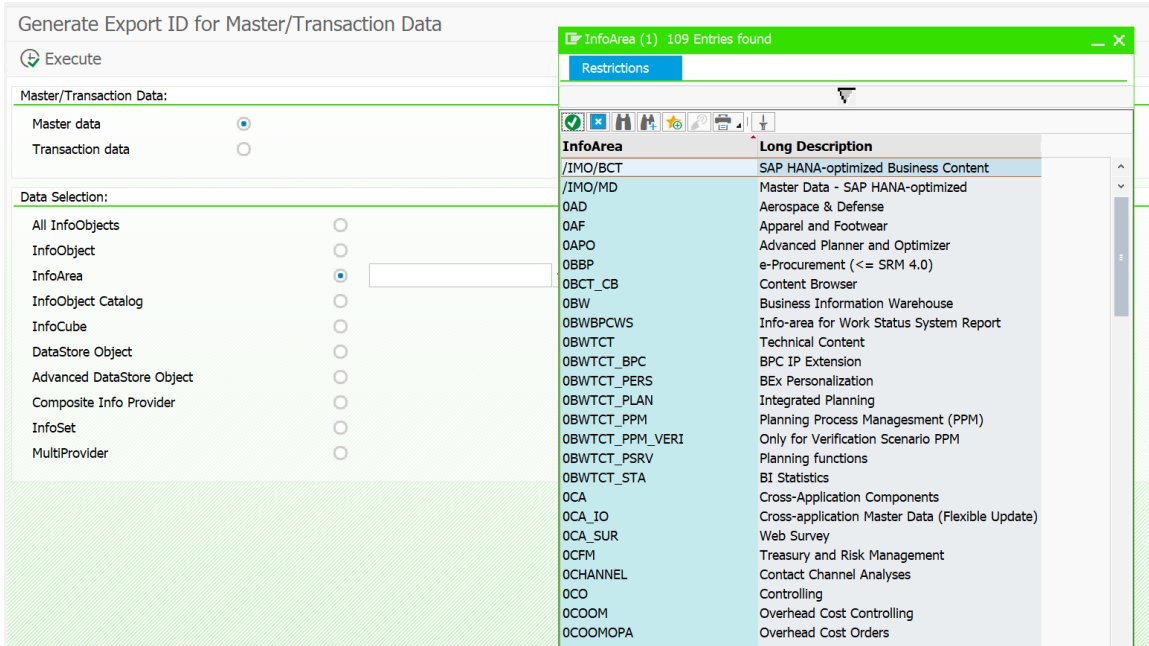 Generate Export ID for Master/Transaction Data
Execute
Master/Transaction Data:
Master data
Transaction data
Data Selection:
All InfoObjects
InfoObject
InfoArea
InfoObject Catalog
InfoCube
DataStore Object
Advanced DataStore Object
Composite Info Provider
InfoSet
MultiProvider
InfoArea (1) 109 Entries found
Restrictions
InfoArea Long Description
/IMO/BCT SAP HANA-optimized Business Content
/IMO/MD Master Data - SAP HANA-optimized
0AD Aerospace & Defense
0AF Apparel and Footwear
0APO Advanced Planner and Optimizer
0BBP e-Procurement (<= SRM 4.0)
0BCT_CB Content Browser
0BW Business Information Warehouse
0BWBPCWS Info-area for Work Status System Report
0BWTCT Technical Content
0BWTCT_BPC BPC IP Extension
0BWTCT_PERS BEx Personalization
0BWTCT_PLAN Integrated Planning
0BWTCT_PPM Planning Process Managesment (PPM)
0BWTCT_PPM_VERI Only for Verification Scenario PPM
0BWTCT_PSRV Planning functions
0BWTCT_STA BI Statistics
0CA Cross-Application Components
0CA_IO Cross-application Master Data (Flexible Update)
0CA_SUR Web Survey
0CFM Treasury and Risk Management
0CHANNEL Contact Channel Analyses
0CO Controlling
0COOM Overhead Cost Controlling
0COOMOPA Overhead Cost Orders